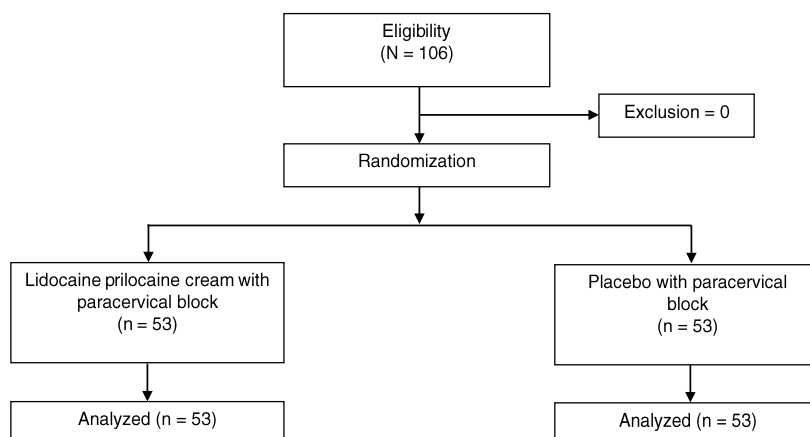 Eligibility
(N = 106)
Exclusion = 0
Randomization
Lidocaine prilocaine cream with
paracervical block
(n = 53)
Placebo with paracervical
block
(n = 53)
Analyzed (n = 53)
Analyzed (n = 53)